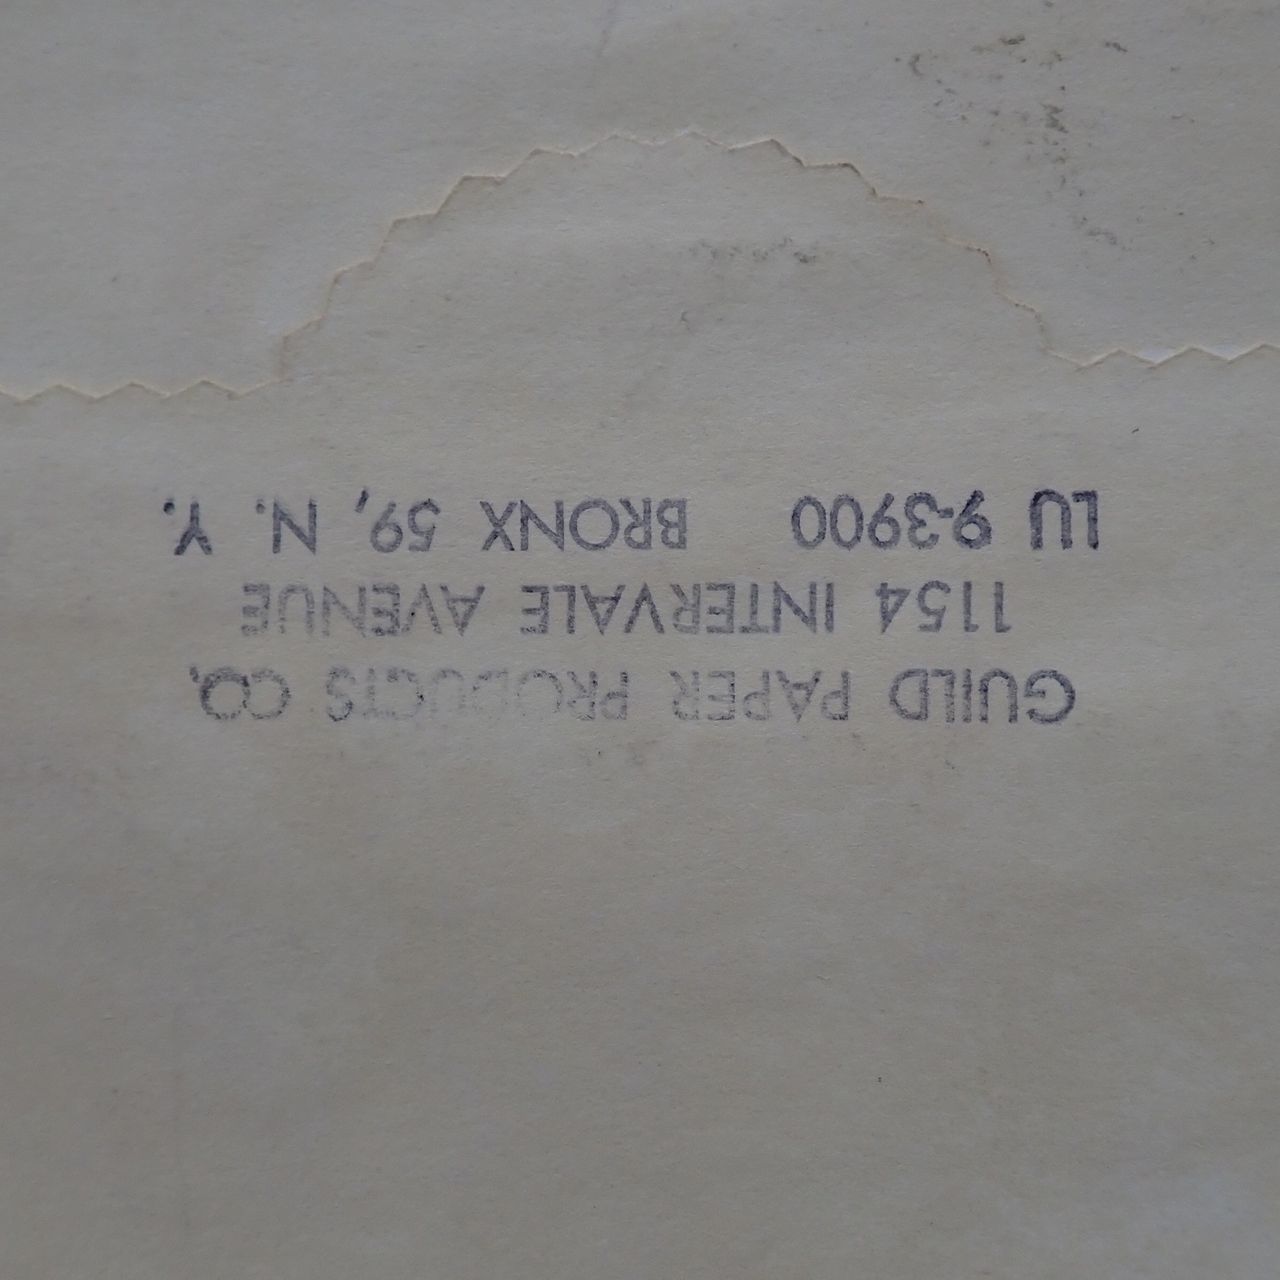 GUILD PAPER PRODUCTS CO.
1154 INTERVALE AVENUE
LU 9-3900 BRONX 59, N. Y.